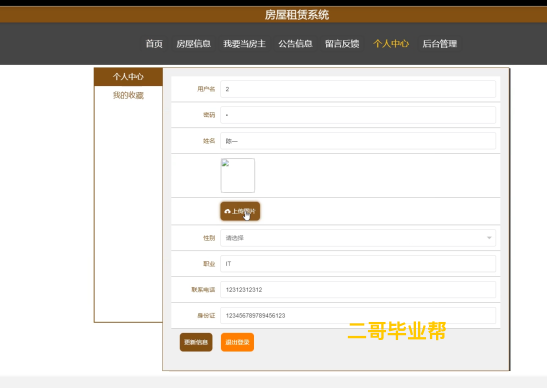 房屋租赁系统
首页 房屋信息 我要当房主 公告信息 留言反馈 个人中心 后台管理
个人中心
我的收藏
用户名 2
密码 •
姓名 陈一
上传图片
性别 请选择
职业 IT
联系电话 12312312312
身份证 123456789789456123
更新信息 退出登录
二哥毕业帮